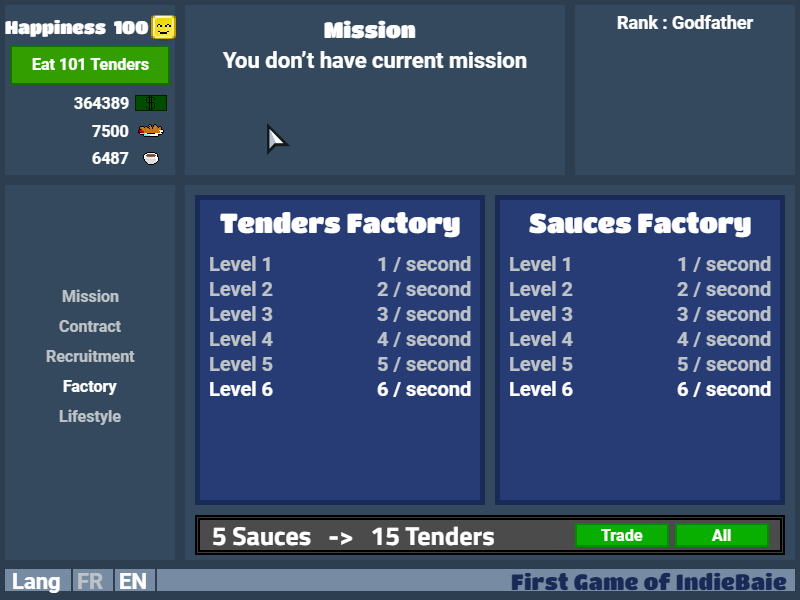 Happiness 100
Eat 101 Tenders
364389
7500
6487
Mission
You don't have current mission
Rank : Godfather
Mission
Contract
Recruitment
Factory
Lifestyle
Tenders Factory
Level 1 1 / second
Level 2 2 / second
Level 3 3 / second
Level 4 4 / second
Level 5 5 / second
Level 6 6 / second
Sauces Factory
Level 1 1 / second
Level 2 2 / second
Level 3 3 / second
Level 4 4 / second
Level 5 5 / second
Level 6 6 / second
5 Sauces -> 15 Tenders Trade All
Lang FR EN First Game of IndieBaie